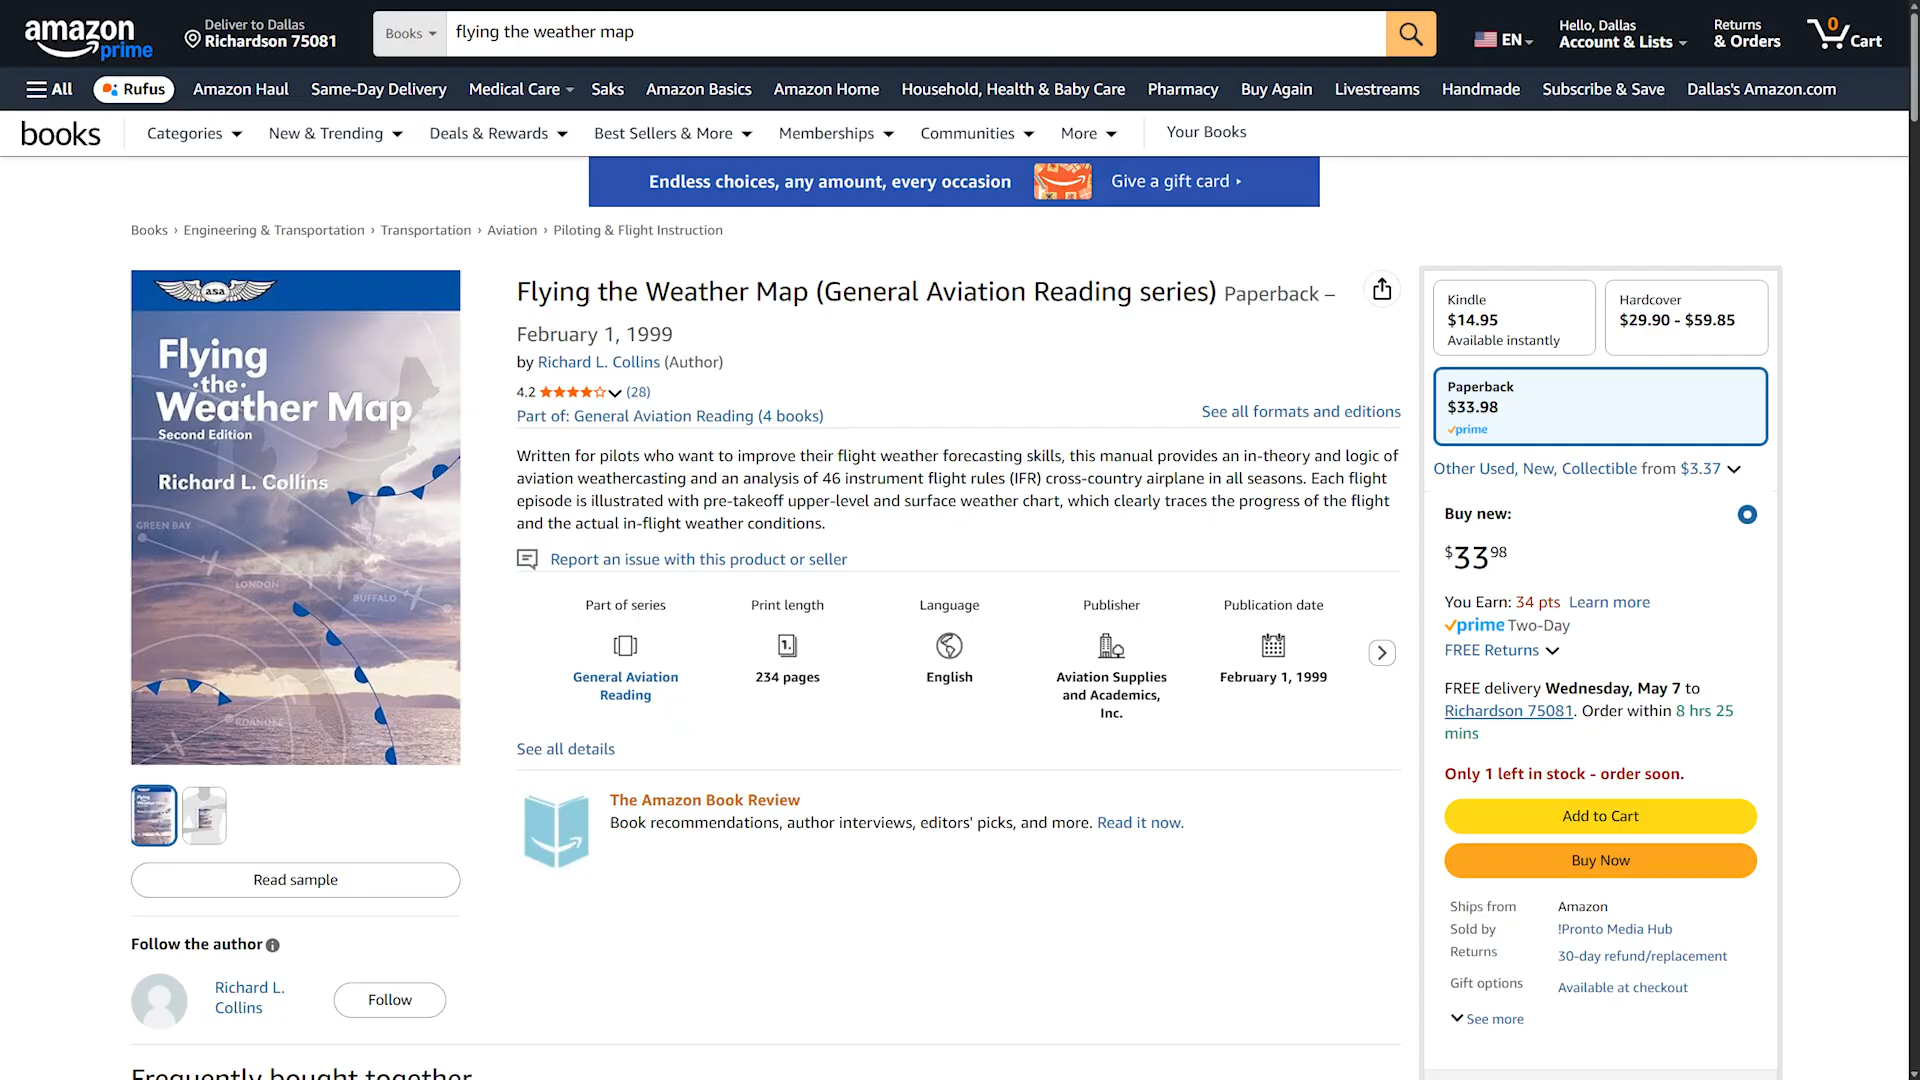 amazon prime
Deliver to Dallas
Richardson 75081
Books
flying the weather map
EN
Hello, Dallas
Account & Lists
Returns
& Orders
0
Cart
All
Rufus
Amazon Haul
Same-Day Delivery
Medical Care
Saks
Amazon Basics
Amazon Home
Household, Health & Baby Care
Pharmacy
Buy Again
Livestreams
Handmade
Subscribe & Save
Dallas's Amazon.com
books
Categories
New & Trending
Deals & Rewards
Best Sellers & More
Memberships
Communities
More
Your Books
Endless choices, any amount, every occasion
Give a gift card ▸
Books › Engineering & Transportation › Transportation › Aviation › Piloting & Flight Instruction
asa
Flying
·the·
Weather Map
Second Edition
Richard L. Collins
GREEN BAY
LONDON
BUFFALO
ROANOKE
Read sample
Follow the author
Richard L.
Collins
Follow
Flying the Weather Map (General Aviation Reading series) Paperback –
February 1, 1999
by Richard L. Collins (Author)
4.2 (28)
Part of: General Aviation Reading (4 books)
See all formats and editions
Written for pilots who want to improve their flight weather forecasting skills, this manual provides an in-theory and logic of
aviation weathercasting and an analysis of 46 instrument flight rules (IFR) cross-country airplane in all seasons. Each flight
episode is illustrated with pre-takeoff upper-level and surface weather chart, which clearly traces the progress of the flight
and the actual in-flight weather conditions.
Report an issue with this product or seller
Part of series
General Aviation
Reading
Print length
1.
234 pages
Language
English
Publisher
Aviation Supplies
and Academics,
Inc.
Publication date
February 1, 1999
See all details
The Amazon Book Review
Book recommendations, author interviews, editors' picks, and more. Read it now.
Kindle
$14.95
Available instantly
Hardcover
$29.90 - $59.85
Paperback
$33.98
prime
Other Used, New, Collectible from $3.37
Buy new:
$33 98
You Earn: 34 pts Learn more
prime Two-Day
FREE Returns
FREE delivery Wednesday, May 7 to
Richardson 75081. Order within 8 hrs 25
mins
Only 1 left in stock - order soon.
Add to Cart
Buy Now
Ships from
Amazon
Sold by
!Pronto Media Hub
Returns
30-day refund/replacement
Gift options
Available at checkout
See more
Frequently bought together